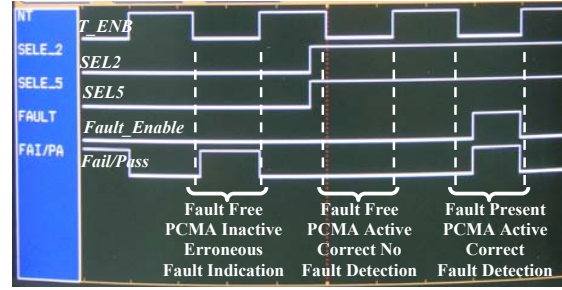 NT
T_ENB
SELE_2
SEL2
SELE_5
SEL5
FAULT
Fault_Enable
FAI/PA
Fail/Pass
Fault Free
PCMA Inactive
Erroneous
Fault Indication
Fault Free
PCMA Active
Correct No
Fault Detection
Fault Present
PCMA Active
Correct
Fault Detection